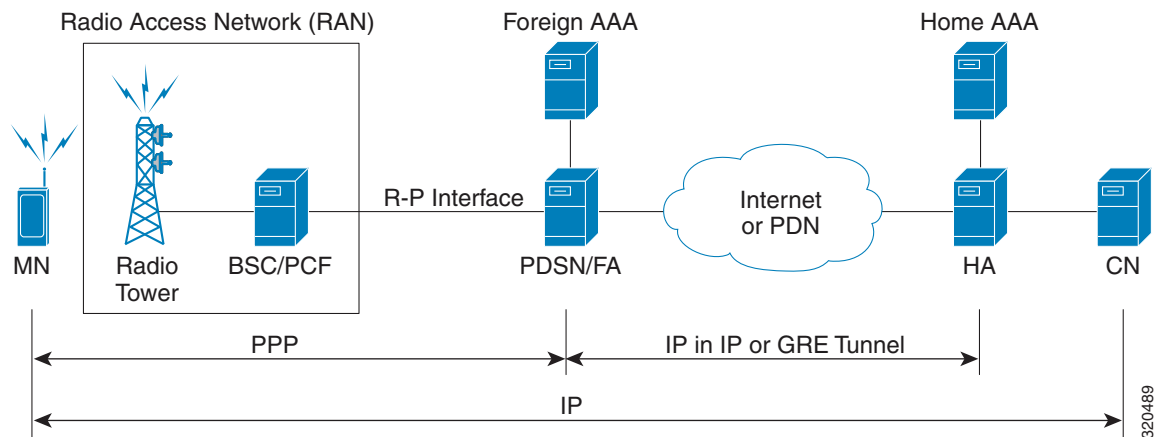 Radio Access Network (RAN)
Foreign AAA
Home AAA
R-P Interface
Internet
or PDN
MN
Radio
Tower
BSC/PCF
PDSN/FA
HA
CN
PPP
IP in IP or GRE Tunnel
IP
320489